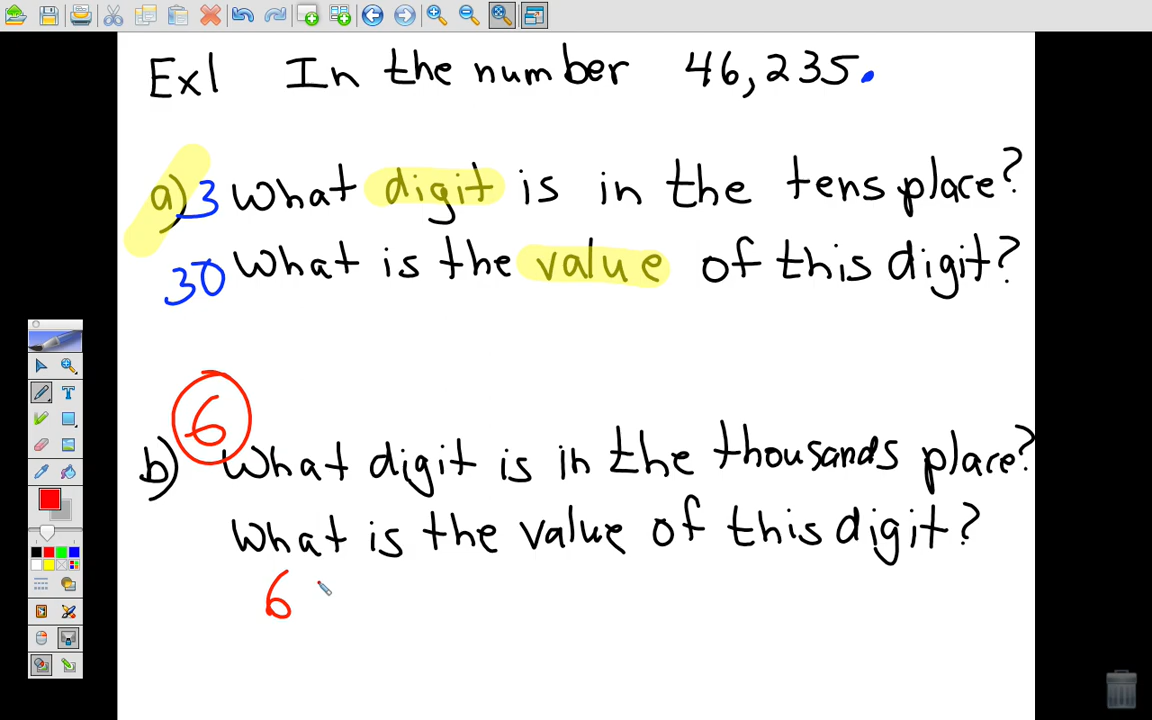 Ex1 In the number 46,235.
a) 3 What digit is in the tens place?
30 What is the value of this digit?
6
b) What digit is in the thousands place?
What is the value of this digit?
6